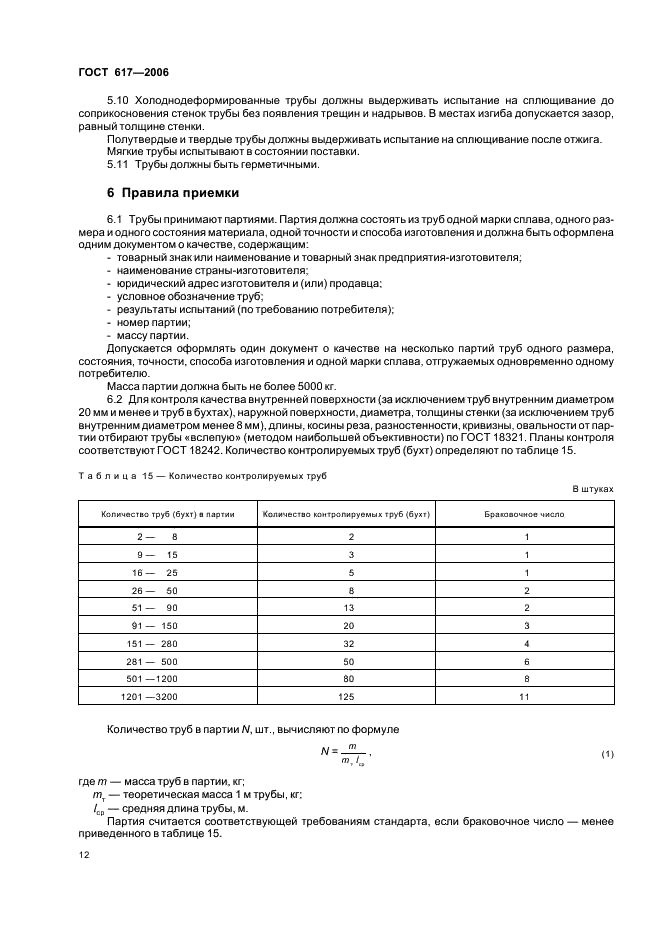 ГОСТ 617—2006
5.10 Холоднодеформированные трубы должны выдерживать испытание на сплющивание до
соприкосновения стенок трубы без появления трещин и надрывов. В местах изгиба допускается зазор,
равный толщине стенки.
Полутвердые и твердые трубы должны выдерживать испытание на сплющивание после отжига.
Мягкие трубы испытывают в состоянии поставки.
5.11 Трубы должны быть герметичными.
6 Правила приемки
6.1 Трубы принимают партиями. Партия должна состоять из труб одной марки сплава, одного раз-
мера и одного состояния материала, одной точности и способа изготовления и должна быть оформлена
одним документом о качестве, содержащим:
- товарный знак или наименование и товарный знак предприятия-изготовителя;
- наименование страны-изготовителя;
- юридический адрес изготовителя и (или) продавца;
- условное обозначение труб;
- результаты испытаний (по требованию потребителя);
- номер партии;
- массу партии.
Допускается оформлять один документ о качестве на несколько партий труб одного размера,
состояния, точности, способа изготовления и одной марки сплава, отгружаемых одновременно одному
потребителю.
Масса партии должна быть не более 5000 кг.
6.2 Для контроля качества внутренней поверхности (за исключением труб внутренним диаметром
20 мм и менее и труб в бухтах), наружной поверхности, диаметра, толщины стенки (за исключением труб
внутренним диаметром менее 8 мм), длины, косины реза, разностенности, кривизны, овальности от пар-
тии отбирают трубы «вслепую» (методом наибольшей объективности) по ГОСТ 18321. Планы контроля
соответствуют ГОСТ 18242. Количество контролируемых труб (бухт) определяют по таблице 15.
Таблица 15 — Количество контролируемых труб
В штуках
Количество труб (бухт) в партии Количество контролируемых труб (бухт) Браковочное число
2 — 8 2 1
9 — 15 3 1
16 — 25 5 1
26 — 50 8 2
51 — 90 13 2
91 — 150 20 3
151 — 280 32 4
281 — 500 50 6
501 —1200 80 8
1201 —3200 125 11
Количество труб в партии N, шт., вычисляют по формуле
N = m / mт lср , (1)
где m — масса труб в партии, кг;
mт — теоретическая масса 1 м трубы, кг;
lср — средняя длина трубы, м.
Партия считается соответствующей требованиям стандарта, если браковочное число — менее
приведенного в таблице 15.
12